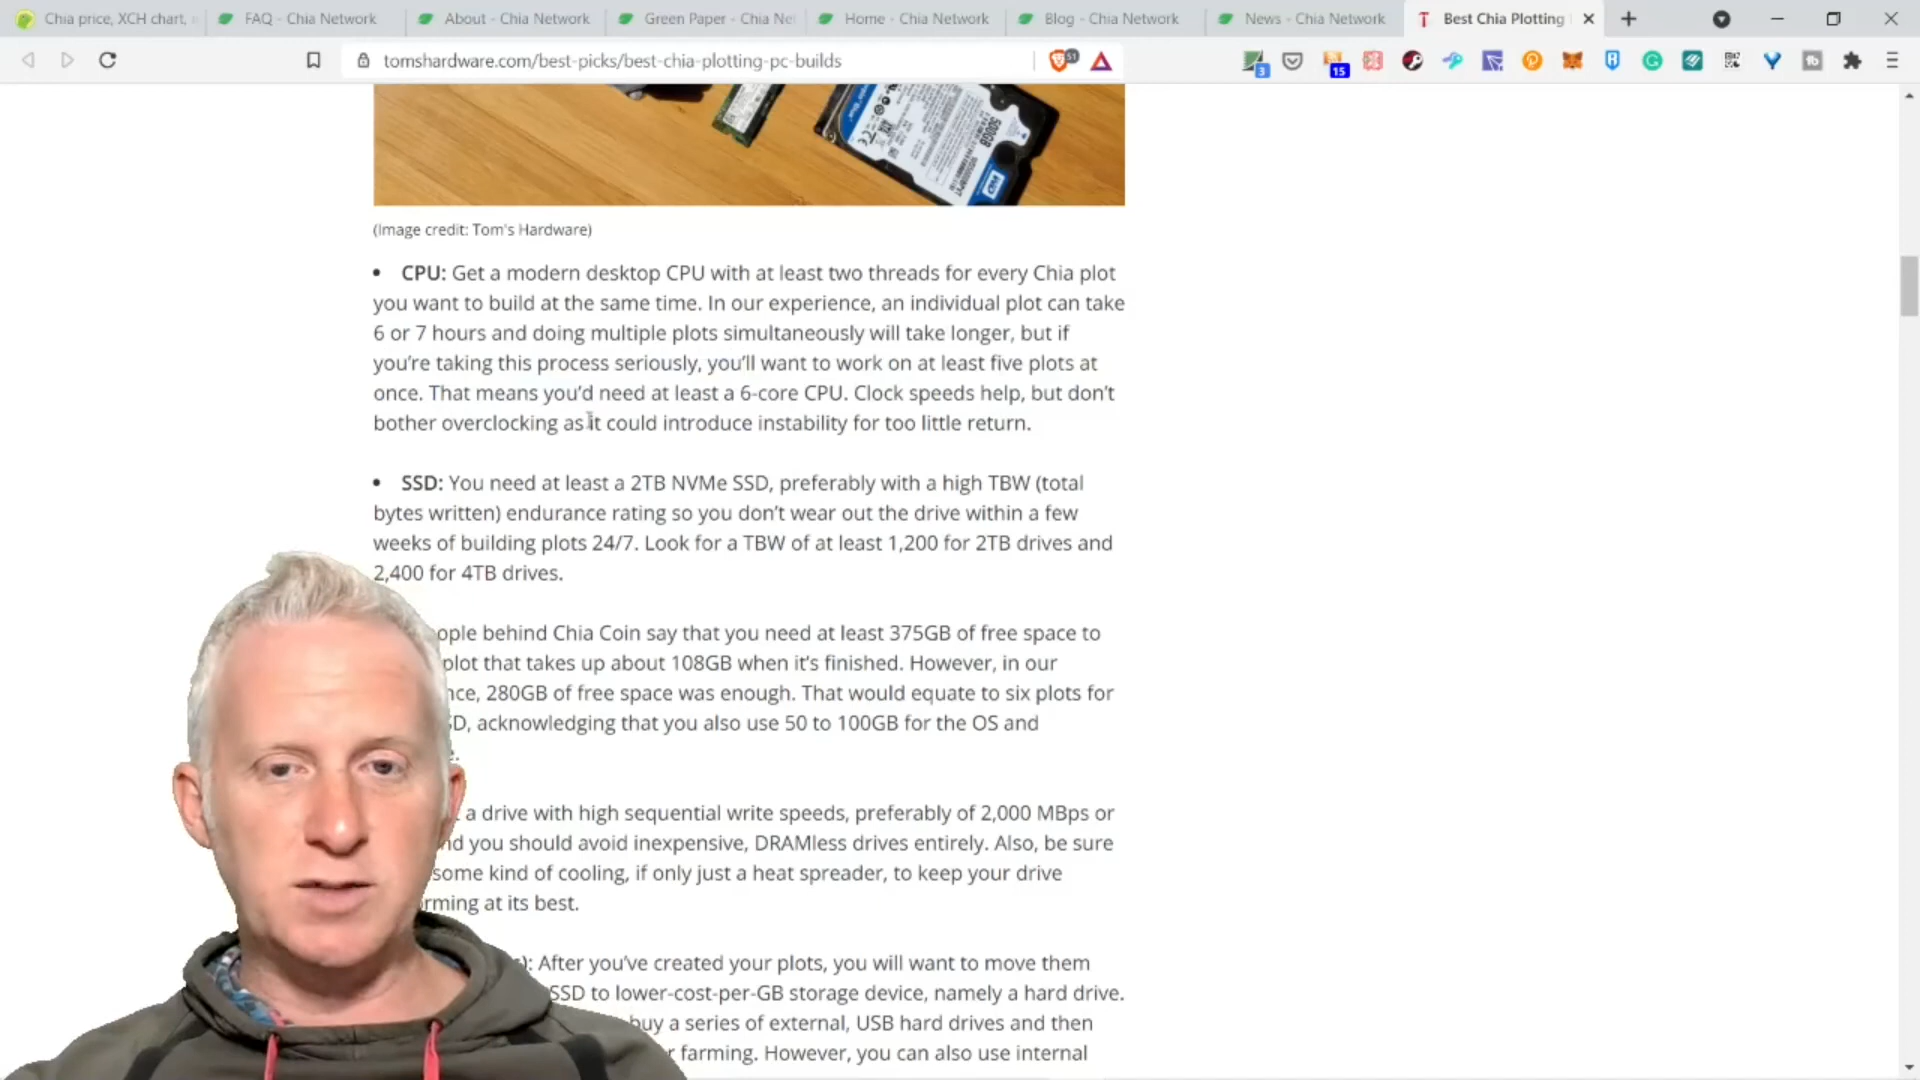 Chia price, XCH chart,
FAQ - Chia Network
About - Chia Network
Green Paper - Chia Ne
Home - Chia Network
Blog - Chia Network
News - Chia Network
Best Chia Plotting
tomshardware.com/best-picks/best-chia-plotting-pc-builds
51
3
15
500GB
WD
(Image credit: Tom's Hardware)
• CPU: Get a modern desktop CPU with at least two threads for every Chia plot
you want to build at the same time. In our experience, an individual plot can take
6 or 7 hours and doing multiple plots simultaneously will take longer, but if
you're taking this process seriously, you'll want to work on at least five plots at
once. That means you'd need at least a 6-core CPU. Clock speeds help, but don't
bother overclocking as it could introduce instability for too little return.
• SSD: You need at least a 2TB NVMe SSD, preferably with a high TBW (total
bytes written) endurance rating so you don't wear out the drive within a few
weeks of building plots 24/7. Look for a TBW of at least 1,200 for 2TB drives and
2,400 for 4TB drives.
ople behind Chia Coin say that you need at least 375GB of free space to
plot that takes up about 108GB when it's finished. However, in our
nce, 280GB of free space was enough. That would equate to six plots for
SD, acknowledging that you also use 50 to 100GB for the OS and
e.
a drive with high sequential write speeds, preferably of 2,000 MBps or
nd you should avoid inexpensive, DRAMless drives entirely. Also, be sure
some kind of cooling, if only just a heat spreader, to keep your drive
rming at its best.
): After you've created your plots, you will want to move them
SSD to lower-cost-per-GB storage device, namely a hard drive.
buy a series of external, USB hard drives and then
r farming. However, you can also use internal